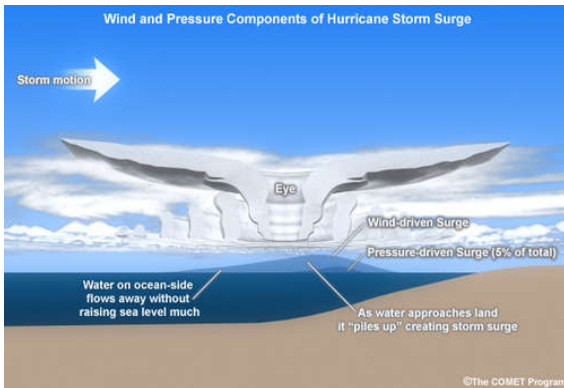 Wind and Pressure Components of Hurricane Storm Surge
Storm motion
Eye
Wind-driven Surge
Pressure-driven Surge (5% of total)
Water on ocean-side
flows away without
raising sea level much
As water approaches land
it “piles up” creating storm surge
©The COMET Program